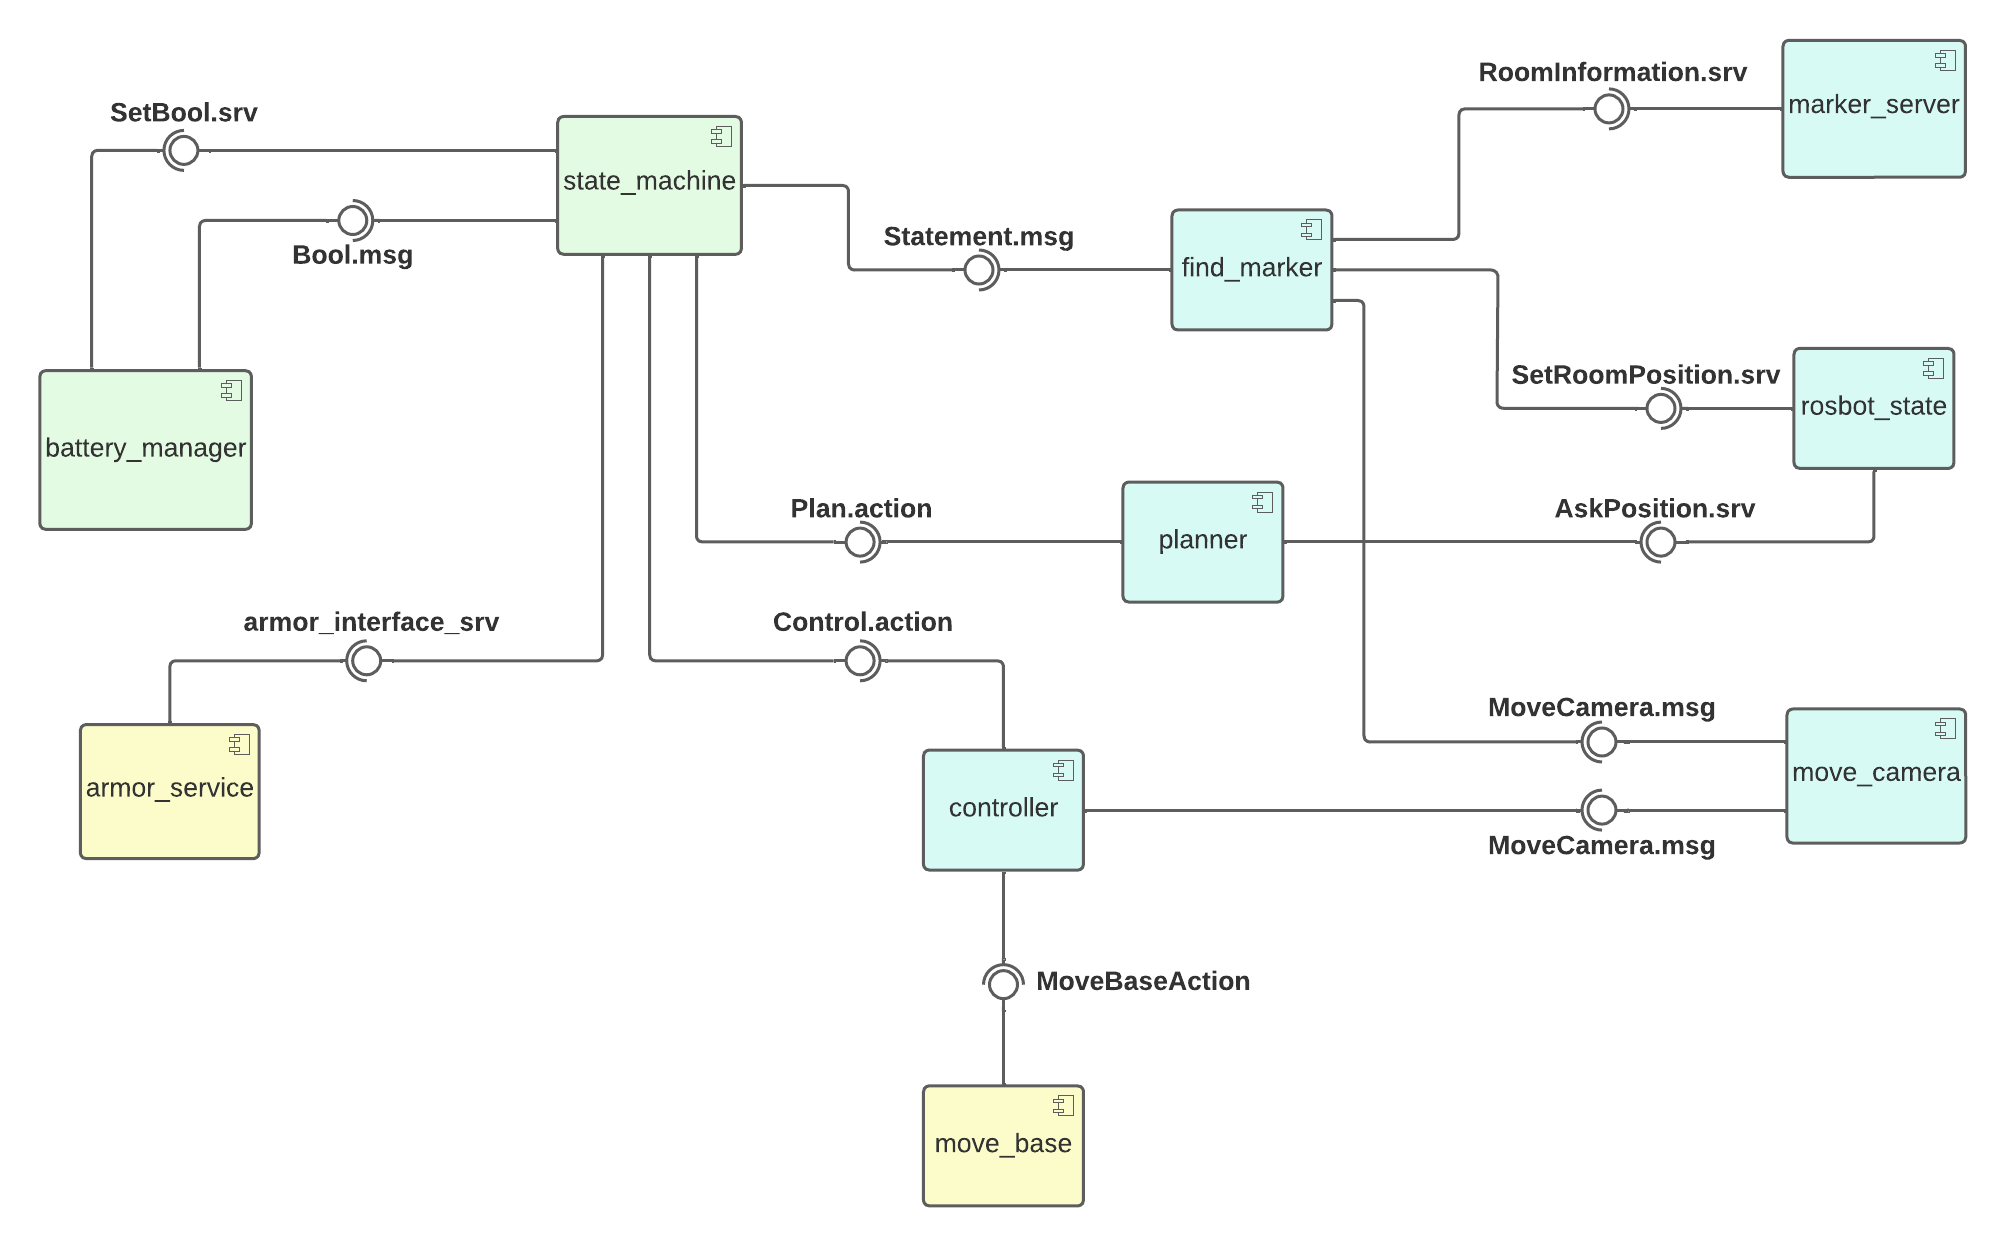 RoomInformation.srv
marker_server
SetBool.srv
state_machine
Statement.msg
Bool.msg
find_marker
SetRoomPosition.srv
rosbot_state
battery_manager
Plan.action
AskPosition.srv
planner
armor_interface_srv
Control.action
MoveCamera.msg
move_camera
armor_service
controller
MoveCamera.msg
MoveBaseAction
move_base